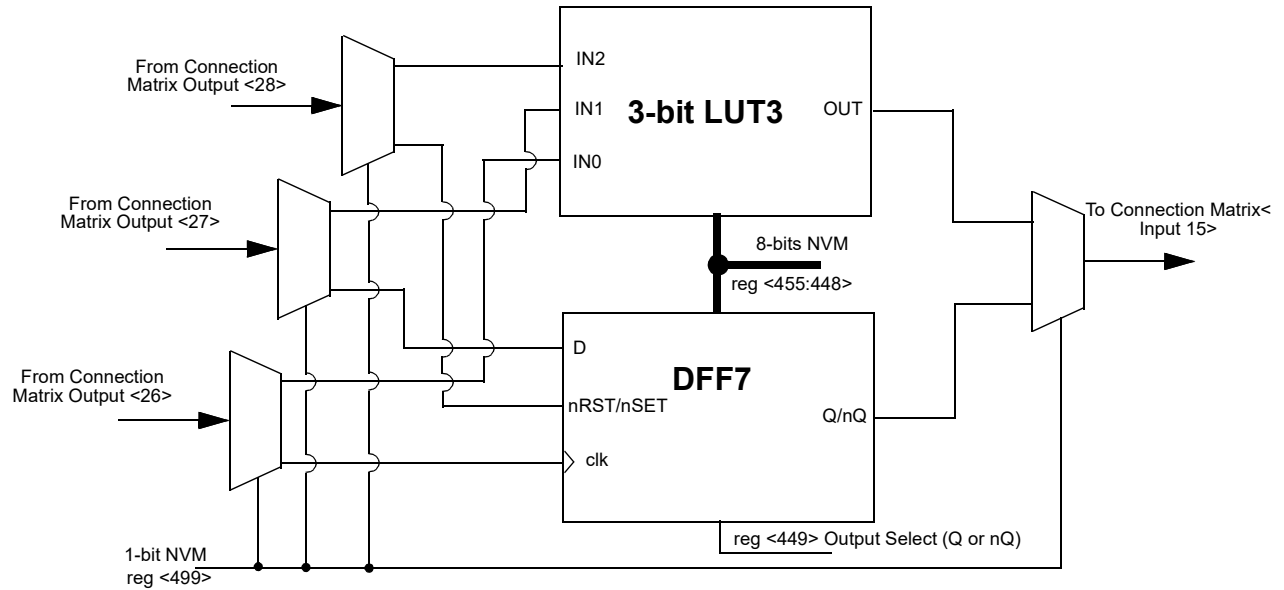 From Connection
Matrix Output <28>
IN2
IN1
IN0
3-bit LUT3
OUT
From Connection
Matrix Output <27>
To Connection Matrix<
Input 15>
8-bits NVM
reg <455:448>
From Connection
Matrix Output <26>
D
DFF7
nRST/nSET
Q/nQ
clk
reg <449> Output Select (Q or nQ)
1-bit NVM
reg <499>